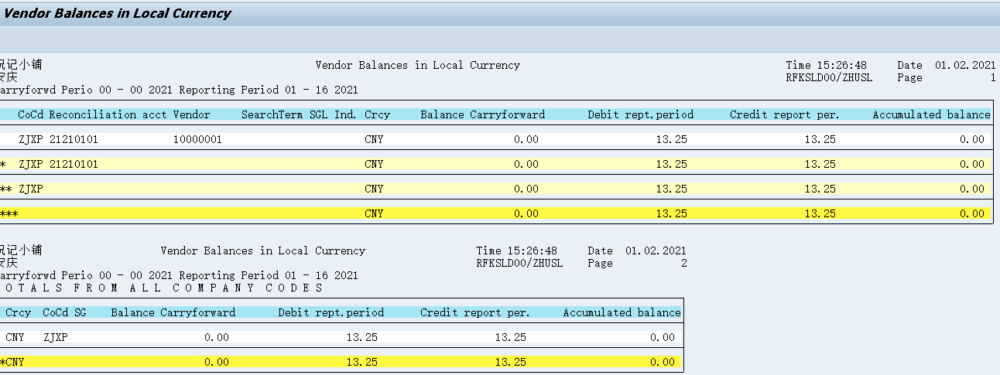 Vendor Balances in Local Currency
记小铺 Vendor Balances in Local Currency Time 15:26:48 Date 01.02.2021
安庆 RFKSLD00/ZHUSL Page 1
arryforwd Perio 00 - 00 2021 Reporting Period 01 - 16 2021
CoCd Reconciliation acct Vendor SearchTerm SGL Ind. Crcy Balance Carryforward Debit rept.period Credit report per. Accumulated balance
ZJXP 21210101 10000001 CNY 0.00 13.25 13.25 0.00
* ZJXP 21210101 CNY 0.00 13.25 13.25 0.00
** ZJXP CNY 0.00 13.25 13.25 0.00
*** CNY 0.00 13.25 13.25 0.00
记小铺 Vendor Balances in Local Currency Time 15:26:48 Date 01.02.2021
安庆 RFKSLD00/ZHUSL Page 2
arryforwd Perio 00 - 00 2021 Reporting Period 01 - 16 2021
O T A L S F R O M A L L C O M P A N Y C O D E S
Crcy CoCd SG Balance Carryforward Debit rept.period Credit report per. Accumulated balance
CNY ZJXP 0.00 13.25 13.25 0.00
*CNY 0.00 13.25 13.25 0.00